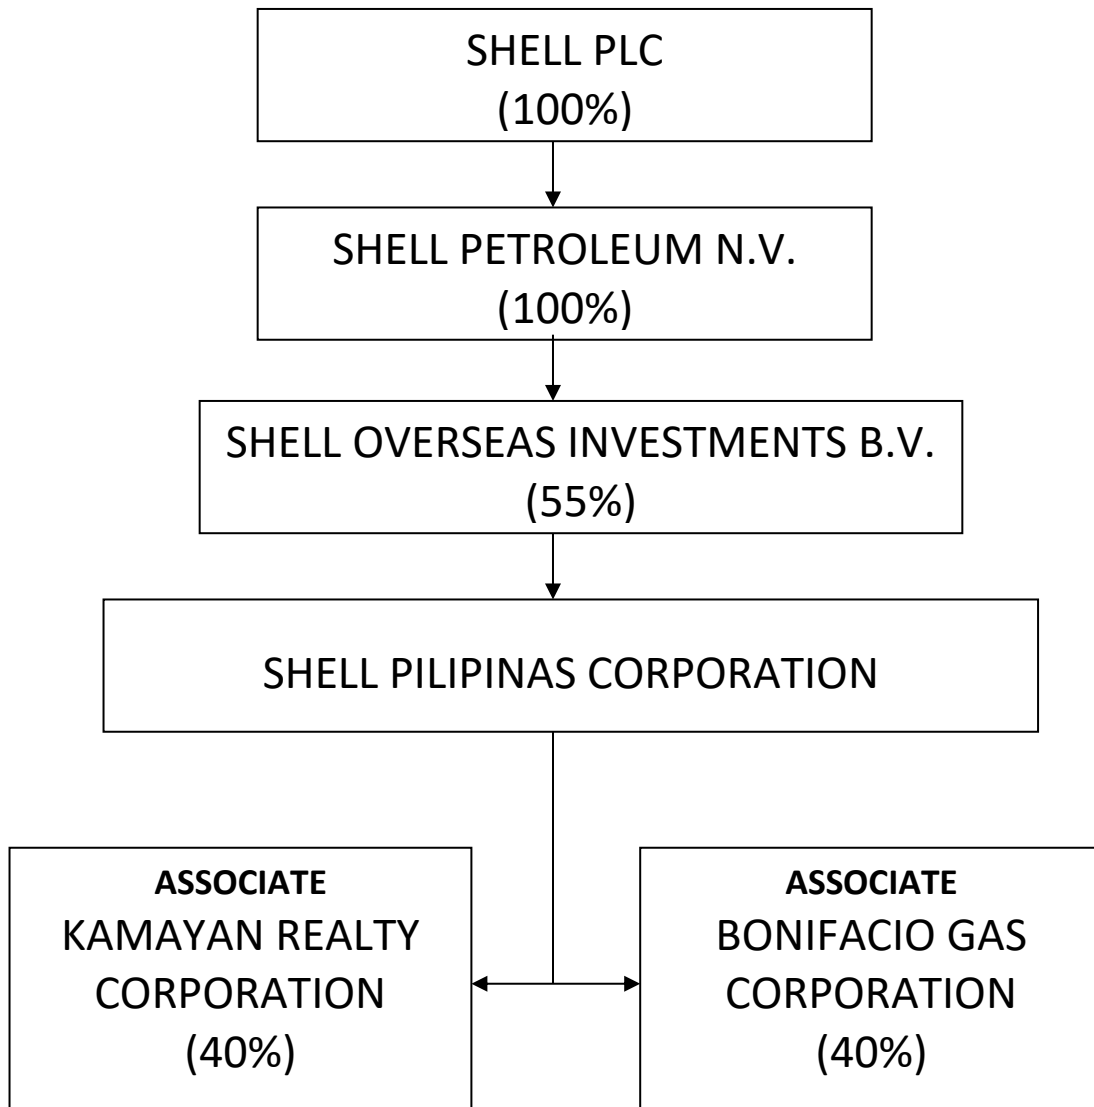 SHELL PLC
(100%)
SHELL PETROLEUM N.V.
(100%)
SHELL OVERSEAS INVESTMENTS B.V.
(55%)
SHELL PILIPINAS CORPORATION
ASSOCIATE
KAMAYAN REALTY
CORPORATION
(40%)
ASSOCIATE
BONIFACIO GAS
CORPORATION
(40%)